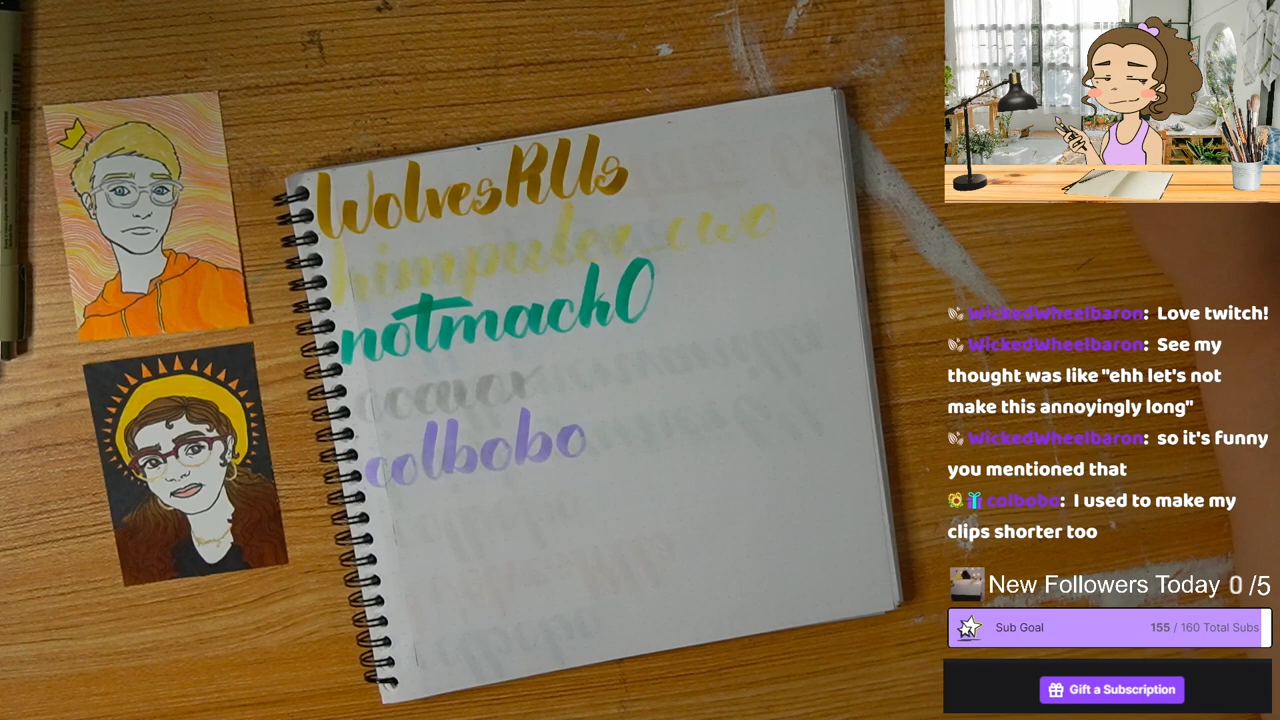 WolvesRUs
notmack0
colbobo
WickedWheelbaron: Love twitch!
WickedWheelbaron: See my
thought was like "ehh let's not
make this annoyingly long"
WickedWheelbaron: so it's funny
you mentioned that
colbobo: I used to make my
clips shorter too
New Followers Today 0 /5
Sub Goal 155 / 160 Total Subs
Gift a Subscription